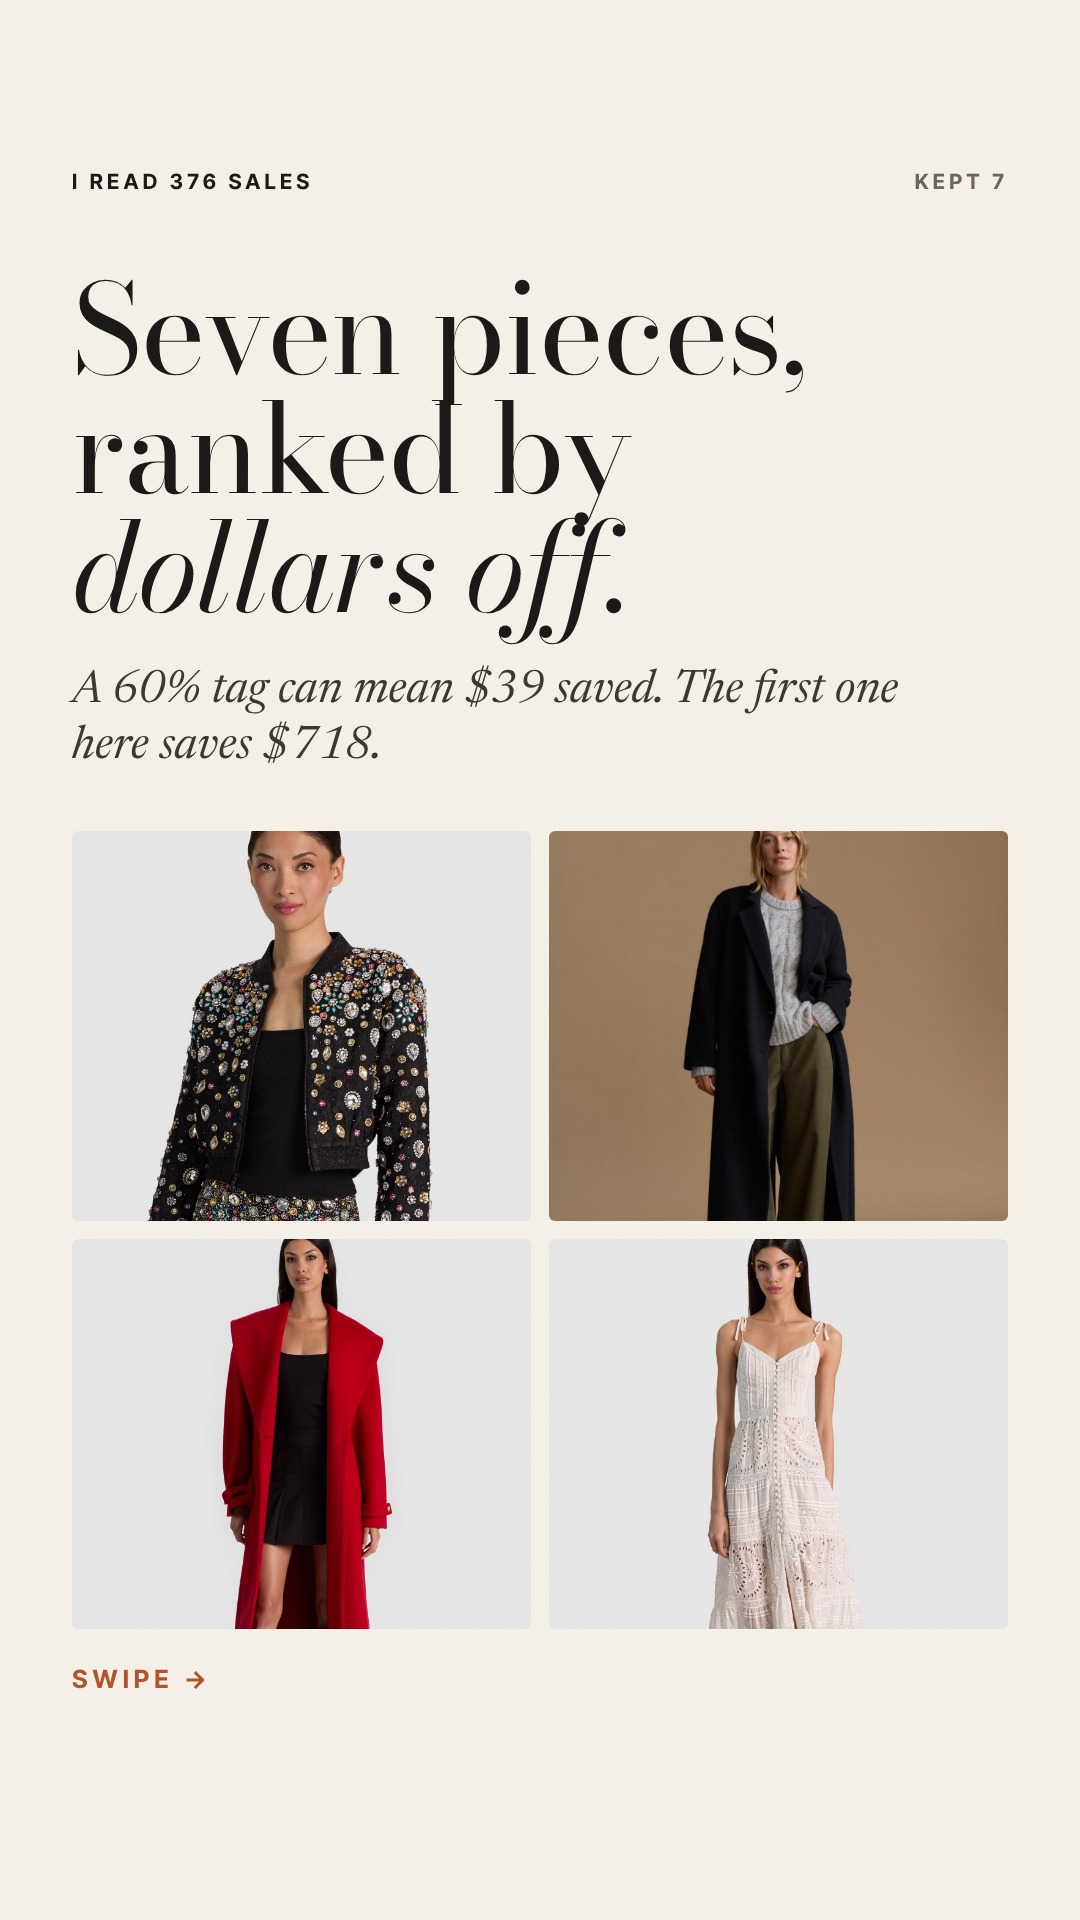 I READ 376 SALES
KEPT 7
Seven pieces,
ranked by
dollars off.
A 60% tag can mean $39 saved. The first one
here saves $718.
SWIPE →